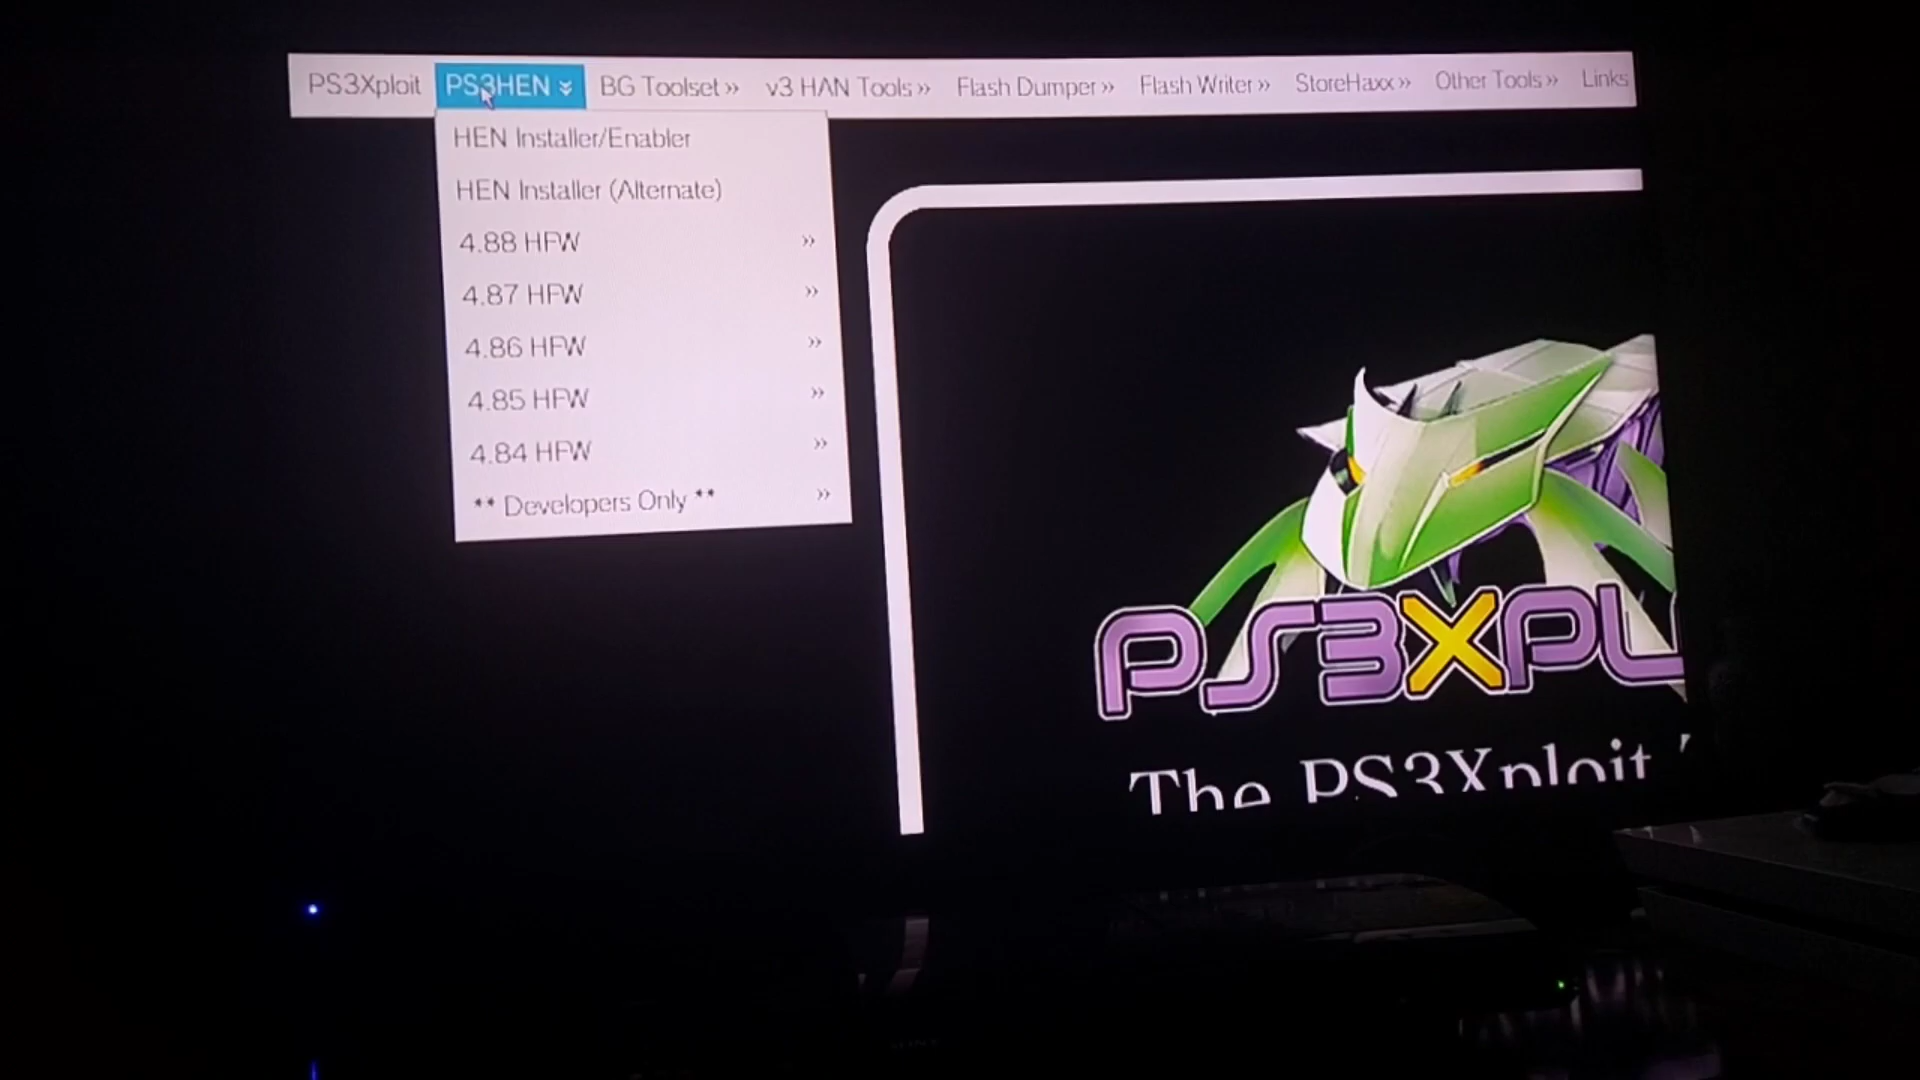 PS3Xploit PS3HEN BG Toolset» v3 HAN Tools» Flash Dumper» Flash Writer» StoreHaxx» Other Tools» Links
HEN Installer/Enabler
HEN Installer (Alternate)
4.88 HFW »
4.87 HFW »
4.86 HFW »
4.85 HFW »
4.84 HFW »
** Developers Only ** »
PS3XPL
The PS3Xploit
SONY